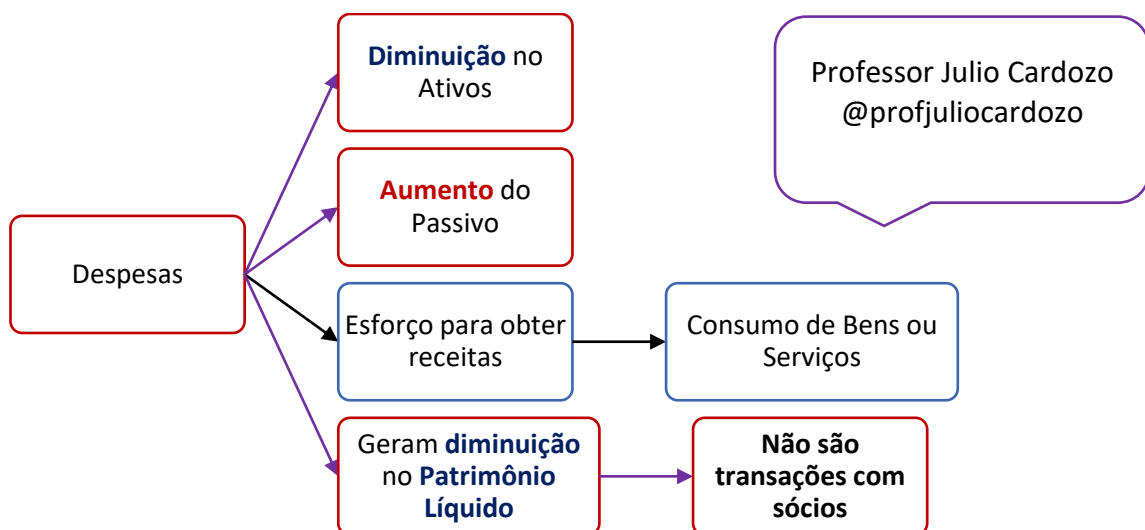 Diminuição no
Ativos
Professor Julio Cardozo
@profjuliocardozo
Aumento do
Passivo
Despesas
Esforço para obter
receitas
Consumo de Bens ou
Serviços
Geram diminuição
no Patrimônio
Líquido
Não são
transações com
sócios